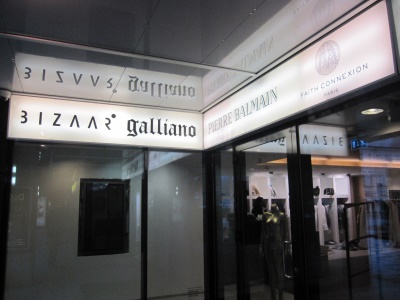 BIZAAR galliano
PIERRE BALMAIN
FAITH CONNEXION
PARIS